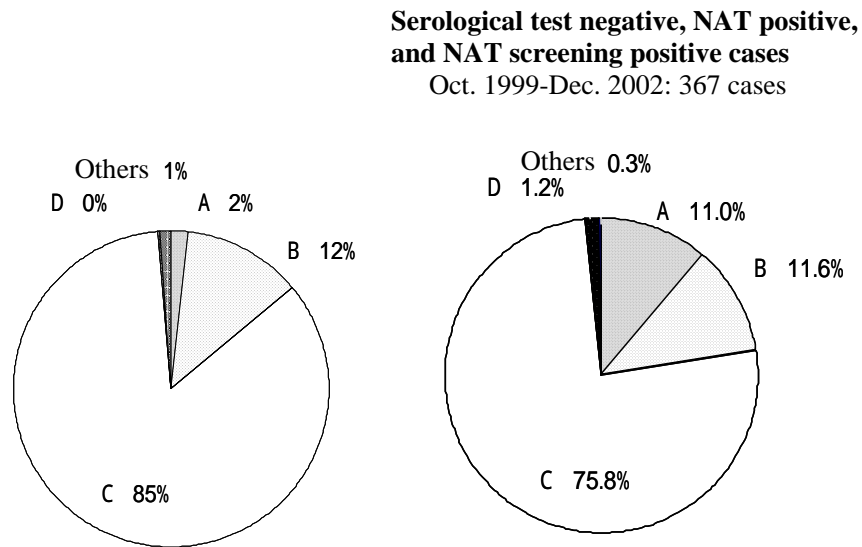 Serological test negative, NAT positive,
and NAT screening positive cases
Oct. 1999-Dec. 2002: 367 cases
Others 1%
D 0%
A 2%
B 12%
C 85%
Others 0.3%
D 1.2%
A 11.0%
B 11.6%
C 75.8%